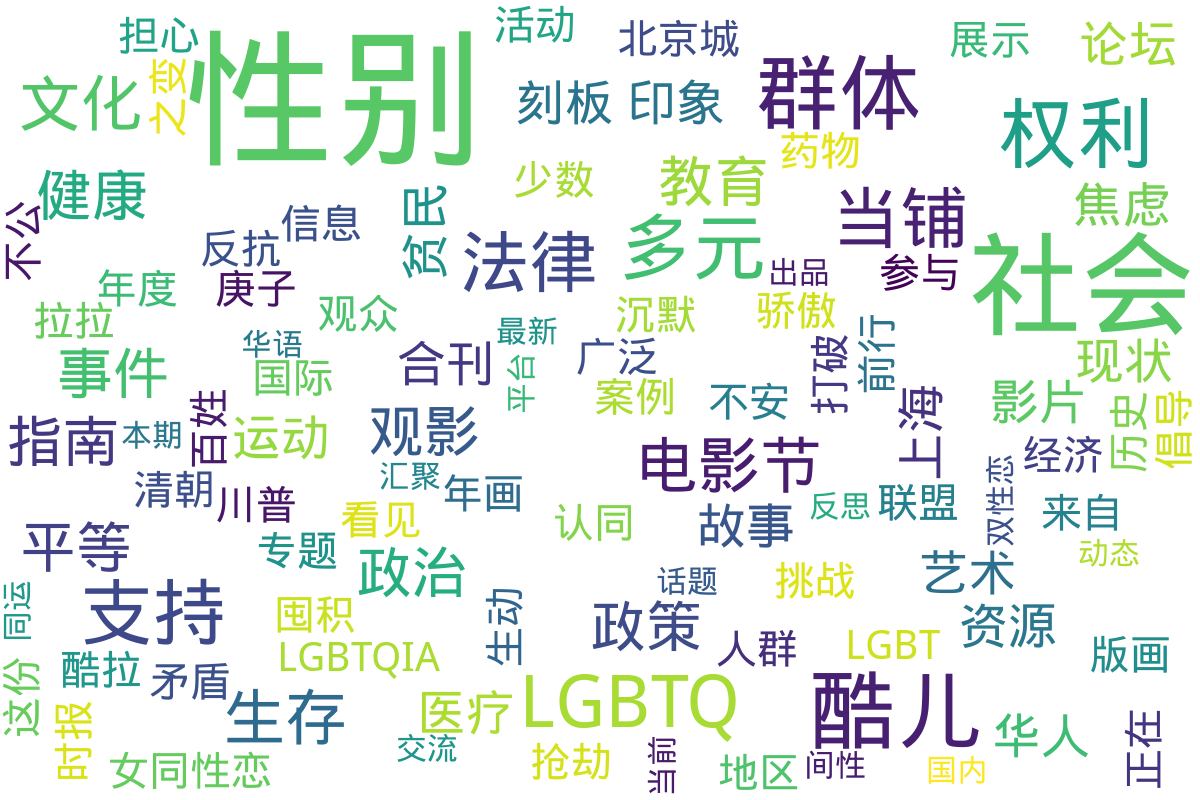 担心
活动
北京城
展示
论坛
文化
之变
性别
刻板 印象
群体
权利
药物
少数
教育
健康
不公
反抗
信息
贫民
法律
多元
当铺
焦虑
社会
出品
参与
年度
庚子
观众
沉默
骄傲
拉拉
华语
最新
广泛
打破
前行
现状
事件
国际
合刊
平台
案例
不安
影片
历史
倡导
指南
本期
百姓
运动
观影
电影节
上海
经济
清朝
川普
汇聚
年画
双性恋
看见
认同
故事
反思
联盟
来自
平等
专题
政治
话题
挑战
艺术
动态
同运
支持
囤积
生动
政策
人群
LGBT
资源
版画
这份
酷拉
矛盾
LGBTQIA
时报
生存
医疗
LGBTQ
酷儿
华人
正在
女同性恋
交流
抢劫
当前
地区
间性
国内